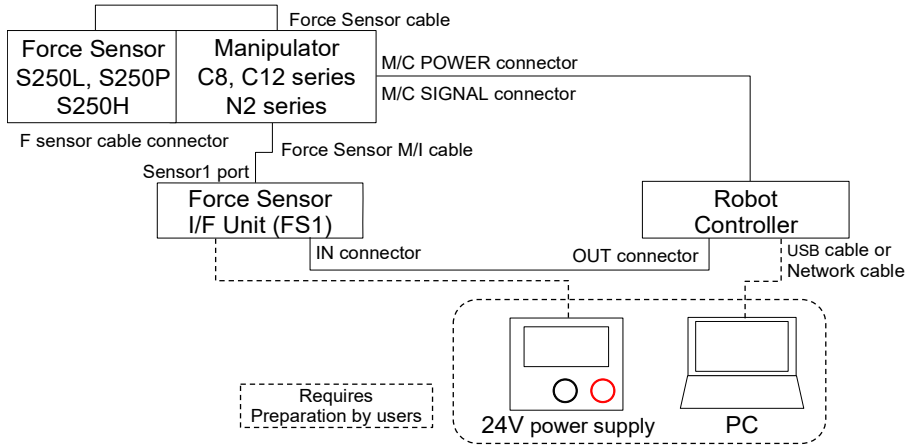 Force Sensor cable
Force Sensor
S250L, S250P
S250H
Manipulator
C8, C12 series
N2 series
M/C POWER connector
M/C SIGNAL connector
F sensor cable connector
Force Sensor M/I cable
Sensor1 port
Force Sensor
I/F Unit (FS1)
Robot
Controller
IN connector
OUT connector
USB cable or
Network cable
Requires
Preparation by users
24V power supply
PC